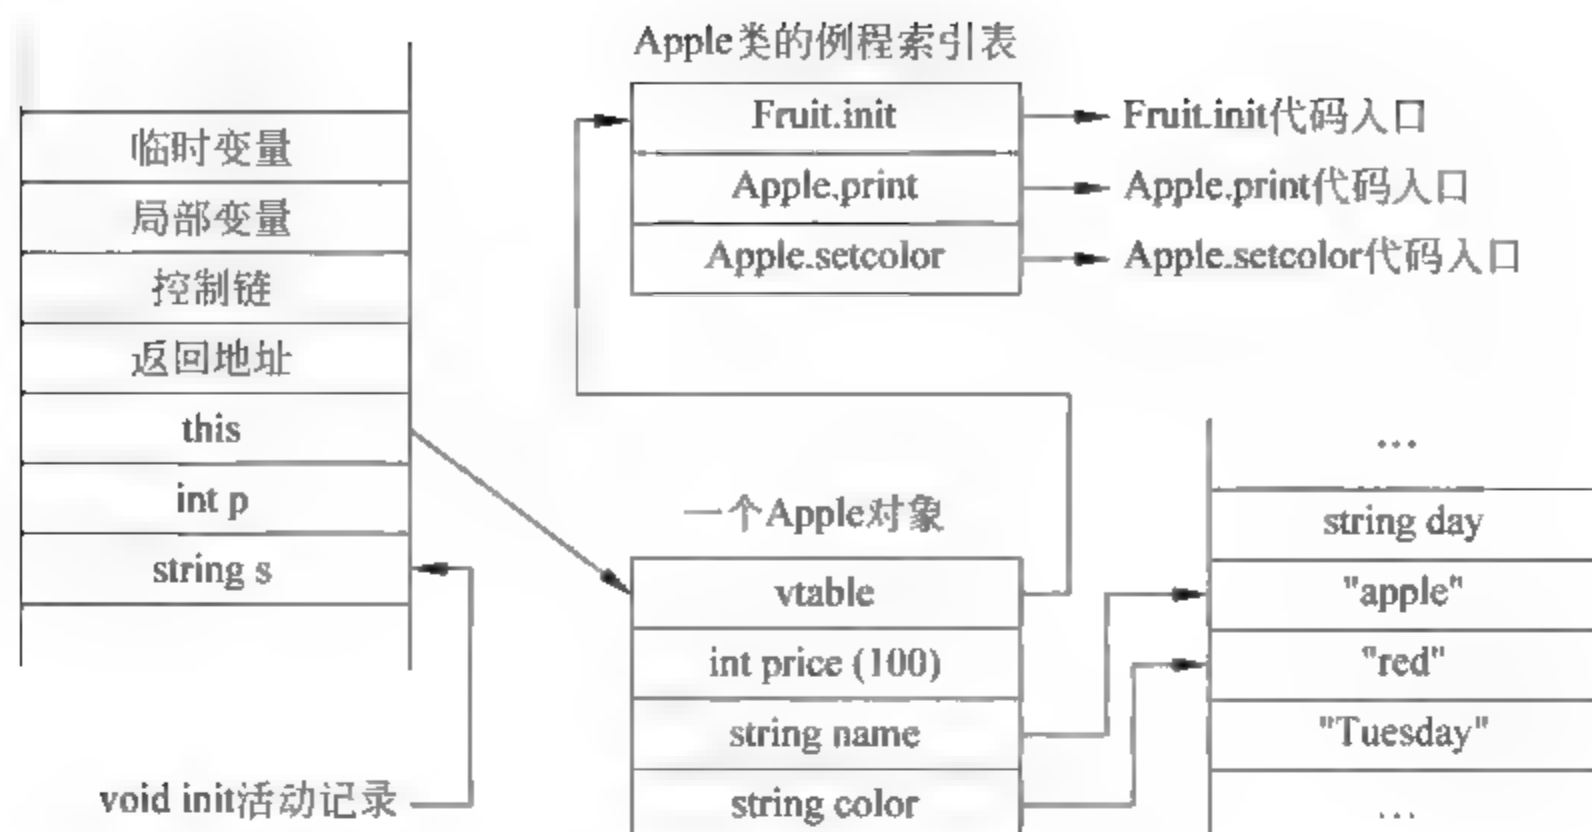 Apple类的例程索引表
Fruit.init
Fruit.init代码入口
Apple.print
Apple.print代码入口
Apple.setcolor
Apple.setcolor代码入口
临时变量
局部变量
控制链
返回地址
this
int p
string s
void init活动记录
一个Apple对象
vtable
int price (100)
string name
string color
...
string day
"apple"
"red"
"Tuesday"
...